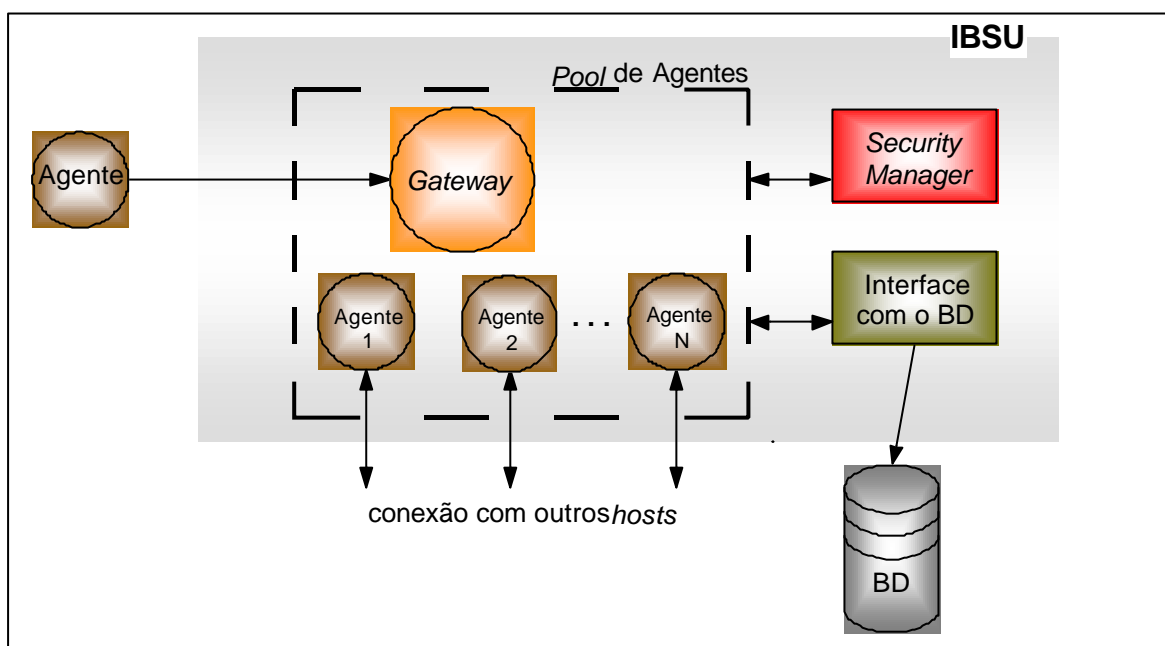 IBSU
Pool de Agentes
Agente
Gateway
Security
Manager
Interface
com o BD
Agente
1
Agente
2
...
Agente
N
conexão com outros hosts
BD